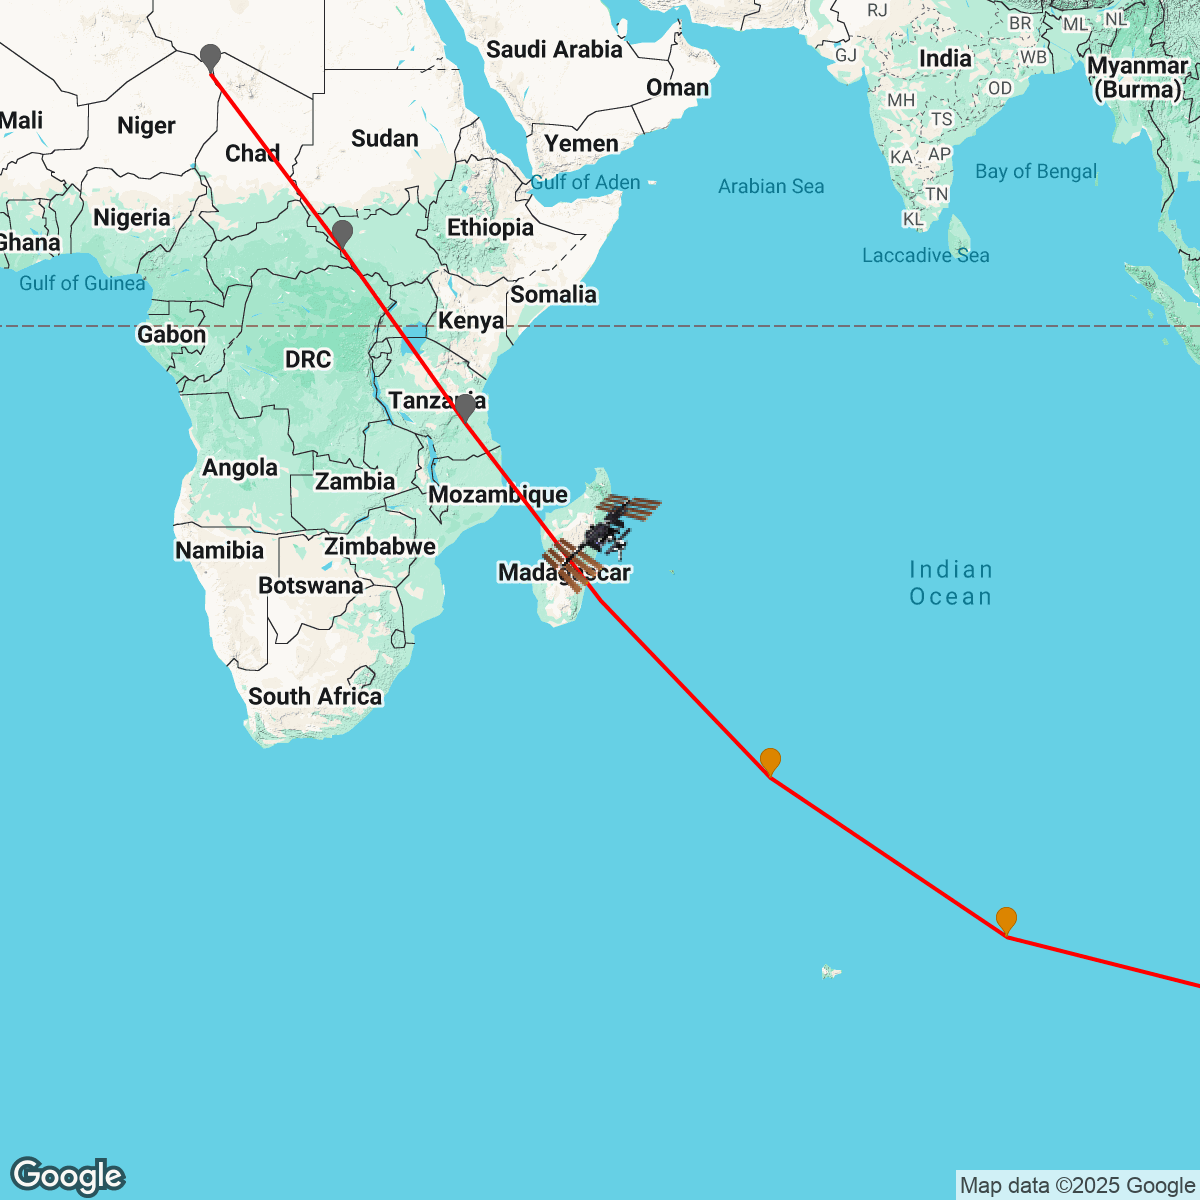 RJ
BR
ML
NL
Saudi Arabia
GJ
India
WB
Myanmar
(Burma)
Oman
OD
MH
Mali
Niger
TS
Sudan
Yemen
Chad
KA
AP
Bay of Bengal
Gulf of Aden
Arabian Sea
TN
Nigeria
KL
Ethiopia
Ghana
Laccadive Sea
Gulf of Guinea
Somalia
Kenya
Gabon
DRC
Tanzania
Angola
Zambia
Mozambique
Namibia
Zimbabwe
Madagascar
Botswana
Indian
Ocean
South Africa
Google
Map data ©2025 Google